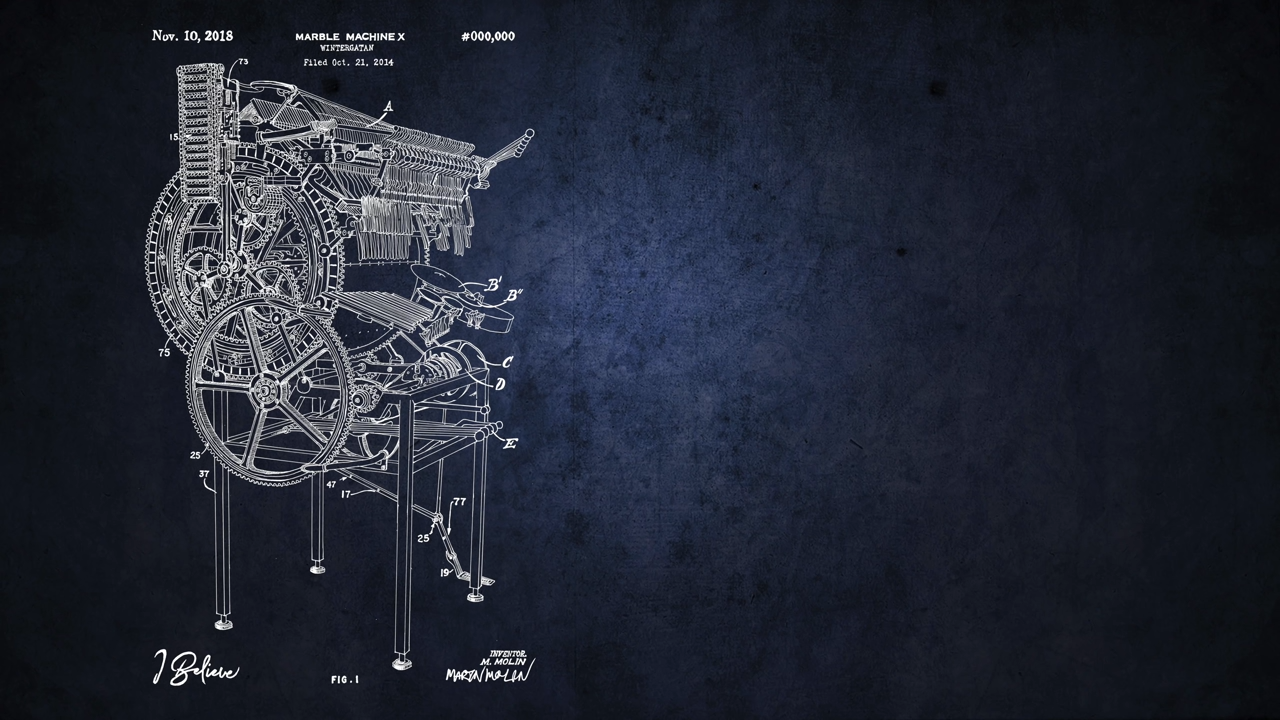 Nov. 10, 2018
MARBLE MACHINE X
#000,000
WINTERGATAN
Filed Oct. 21, 2014
73
A
15
B'
B"
75
C
D
E
25
37
47
17
77
25
19
I Believe
FIG. 1
INVENTOR.
M. MOLIN
MARTIN MOLIN